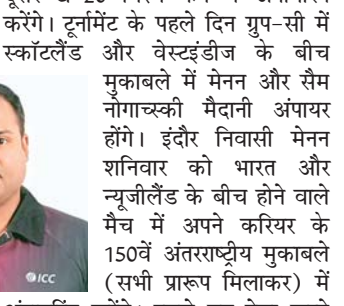 करेंगे। टूर्नामेंट के पहले दिन ग्रुप-सी में
स्कॉटलैंड और वेस्टइंडीज के बीच
मुकाबले में मेनन और सैम
नोगाज्स्की मैदानी अंपायर
होंगे। इंदौर निवासी मेनन
शनिवार को भारत और
न्यूजीलैंड के बीच होने वाले
मैच में अपने करियर के
150वें अंतरराष्ट्रीय मुकाबले
(सभी प्रारूप मिलाकर) में
ICC